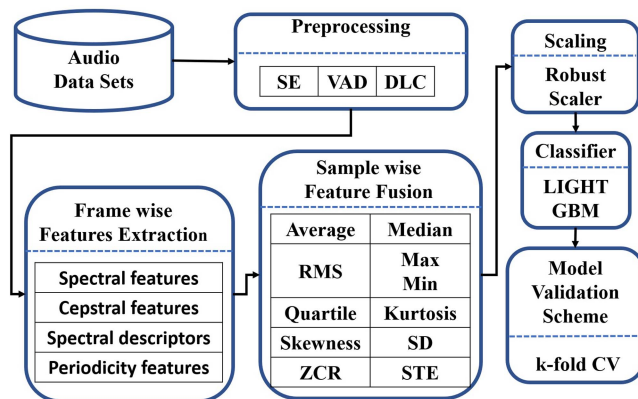 Audio
Data Sets
Preprocessing
SE VAD DLC
Frame wise
Features Extraction
Spectral features
Cepstral features
Spectral descriptors
Periodicity features
Sample wise
Feature Fusion
Average Median
RMS Max
Min
Quartile Kurtosis
Skewness SD
ZCR STE
Scaling
Robust
Scaler
Classifier
LIGHT
GBM
Model
Validation
Scheme
k-fold CV